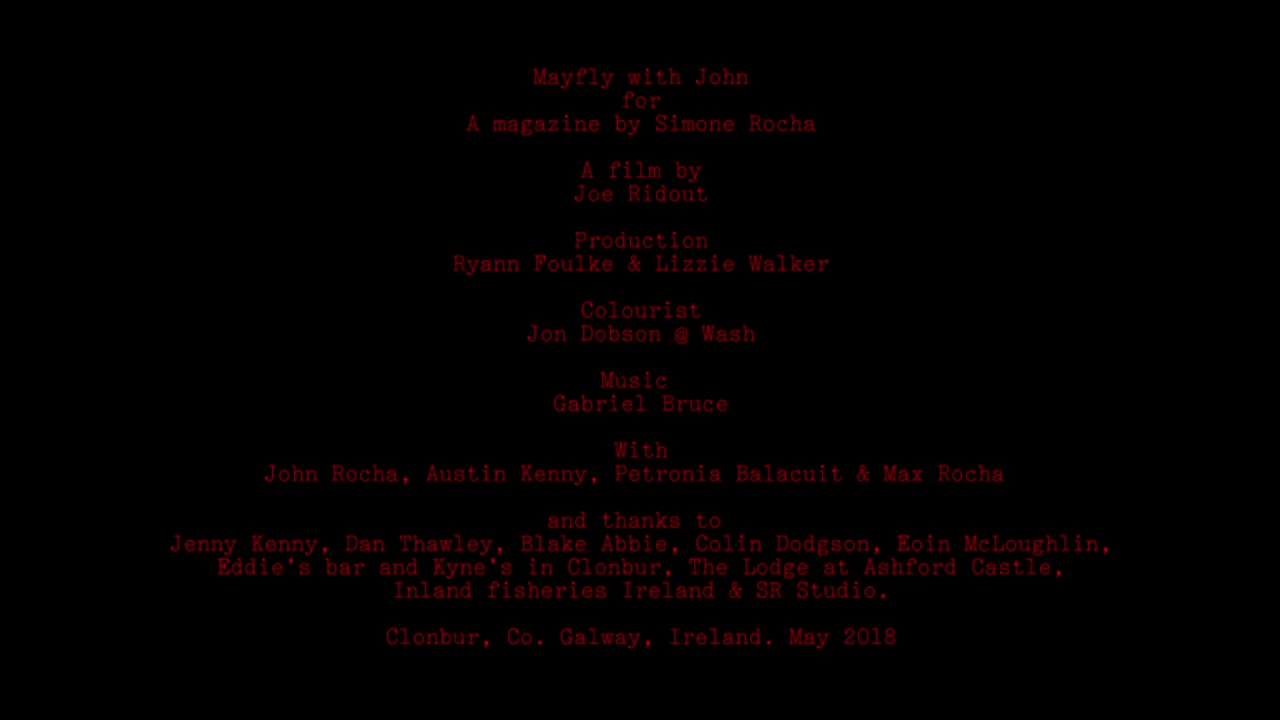 Mayfly with John
for
A magazine by Simone Rocha
A film by
Joe Ridout
Production
Ryann Foulke & Lizzie Walker
Colourist
Jon Dobson @ Wash
Music
Gabriel Bruce
With
John Rocha, Austin Kenny, Petronia Balacuit & Max Rocha
and thanks to
Jenny Kenny, Dan Thawley, Blake Abbie, Colin Dodgson, Eoin McLoughlin,
Eddie's bar and Kyne's in Clonbur, The Lodge at Ashford Castle,
Inland fisheries Ireland & SR Studio.
Clonbur, Co. Galway, Ireland. May 2018